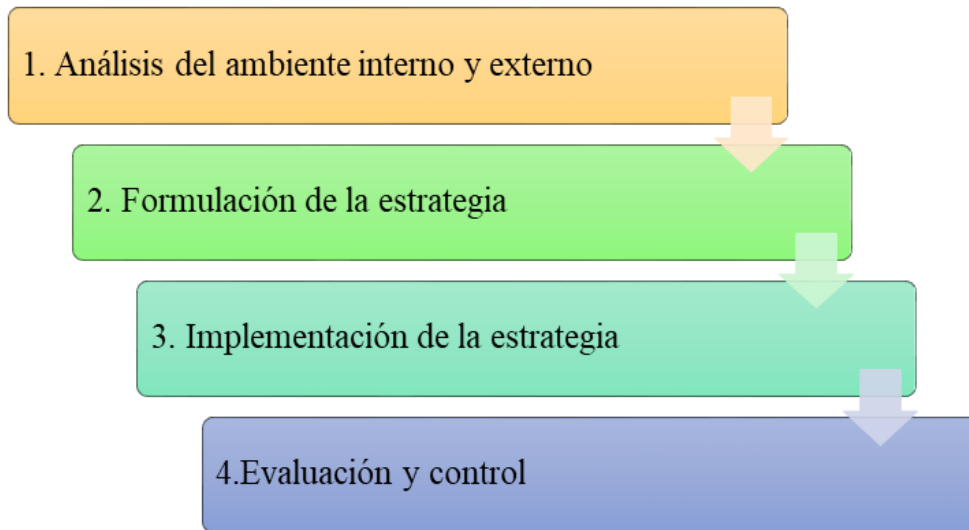 1. Análisis del ambiente interno y externo
2. Formulación de la estrategia
3. Implementación de la estrategia
4.Evaluación y control